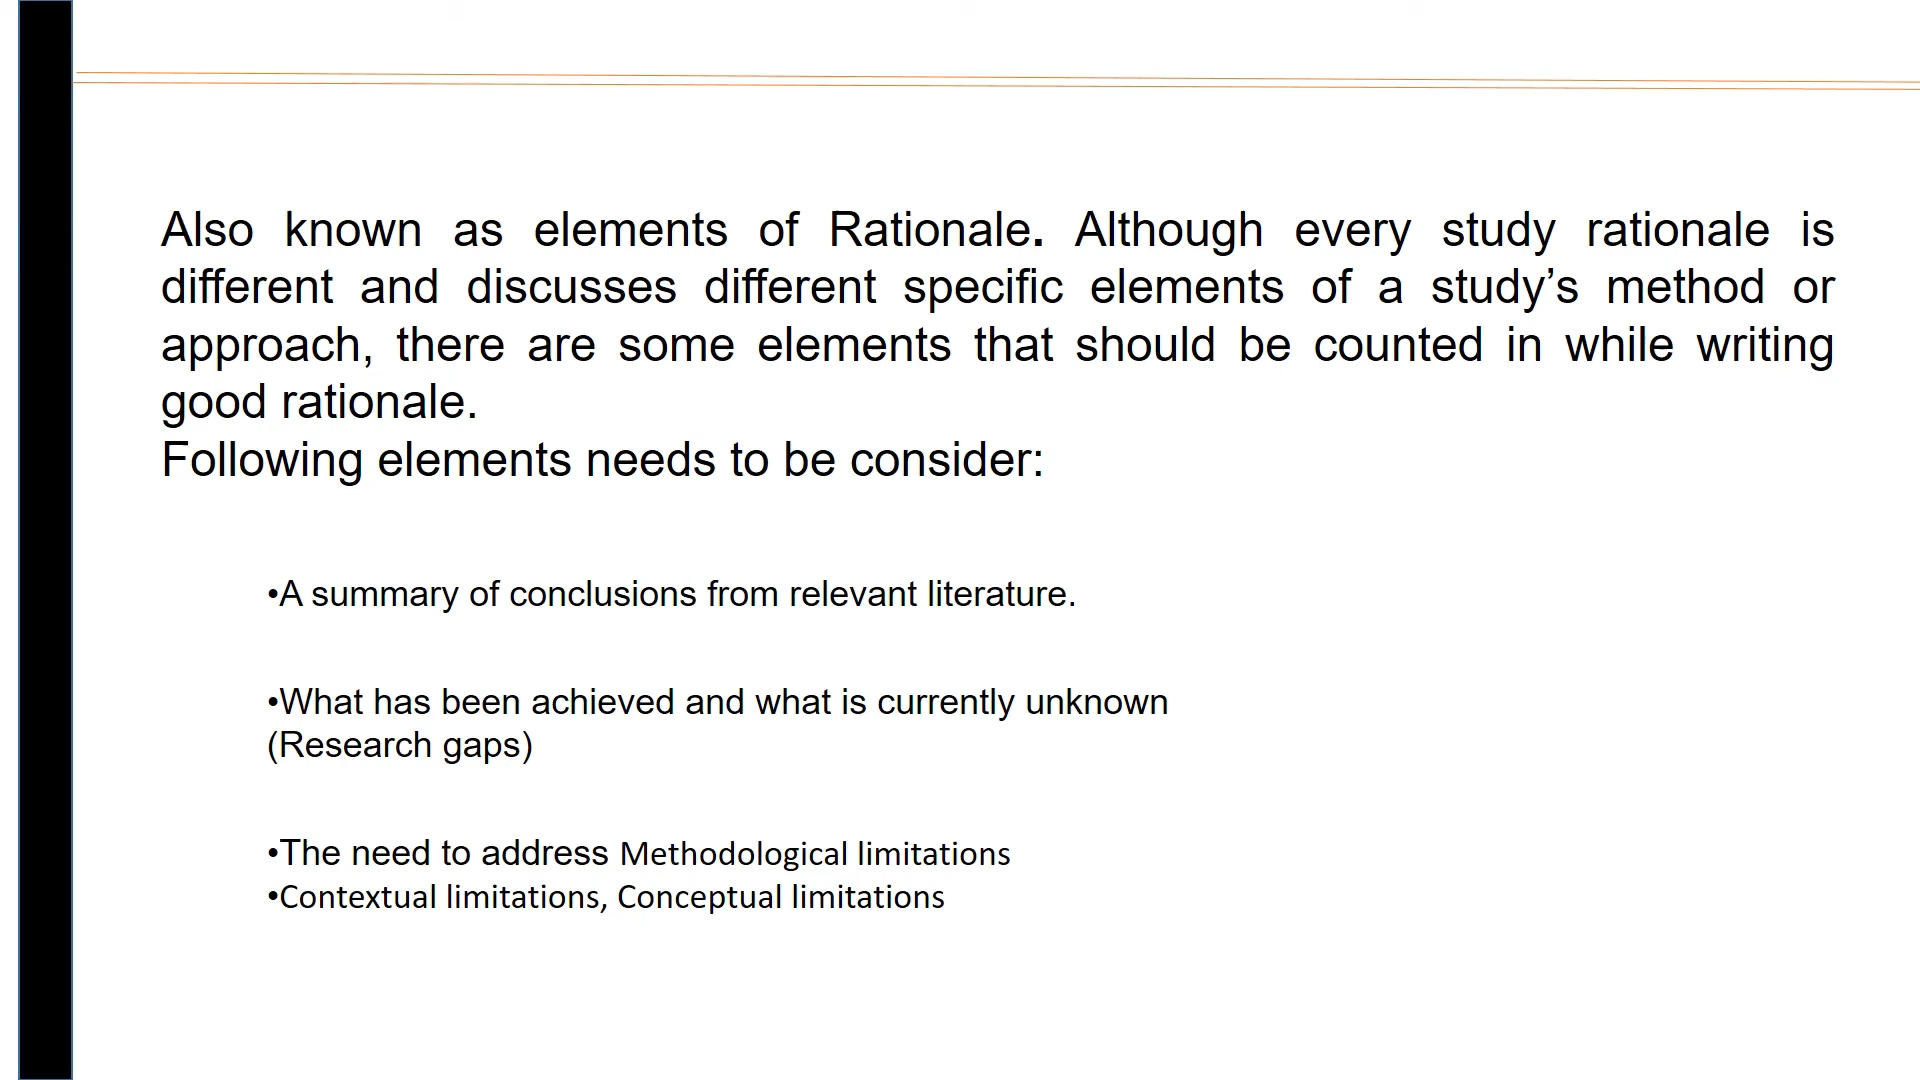 Also known as elements of Rationale. Although every study rationale is
different and discusses different specific elements of a study’s method or
approach, there are some elements that should be counted in while writing
good rationale.
Following elements needs to be consider:
•A summary of conclusions from relevant literature.
•What has been achieved and what is currently unknown
(Research gaps)
•The need to address Methodological limitations
•Contextual limitations, Conceptual limitations